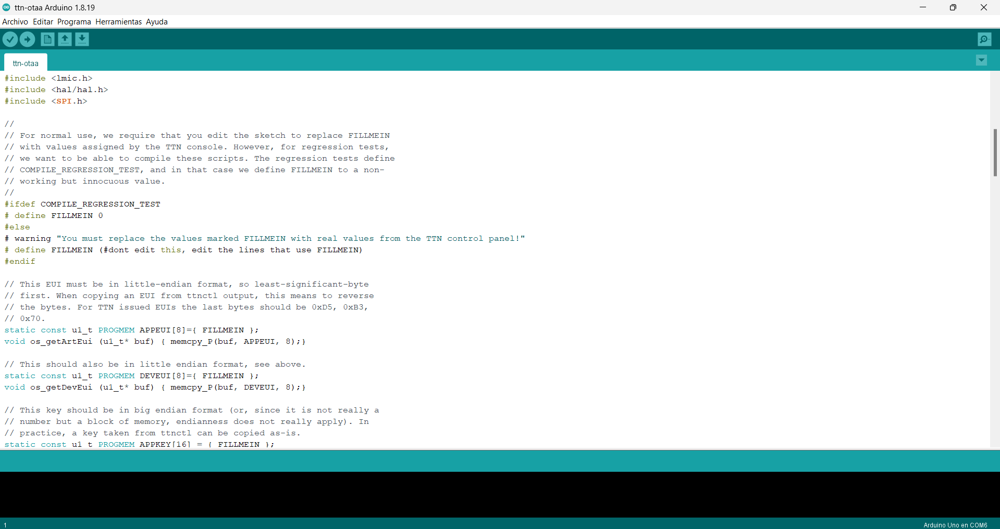 ttn-otaa Arduino 1.8.19
Archivo Editar Programa Herramientas Ayuda
ttn-otaa
#include <lmic.h>
#include <hal/hal.h>
#include <SPI.h>
//
// For normal use, we require that you edit the sketch to replace FILLMEIN
// with values assigned by the TTN console. However, for regression tests,
// we want to be able to compile these scripts. The regression tests define
// COMPILE_REGRESSION_TEST, and in that case we define FILLMEIN to a non-
// working but innocuous value.
//
#ifdef COMPILE_REGRESSION_TEST
# define FILLMEIN 0
#else
# warning "You must replace the values marked FILLMEIN with real values from the TTN control panel!"
# define FILLMEIN (#dont edit this, edit the lines that use FILLMEIN)
#endif
// This EUI must be in little-endian format, so least-significant-byte
// first. When copying an EUI from ttnctl output, this means to reverse
// the bytes. For TTN issued EUIs the last bytes should be 0xD5, 0xB3,
// 0x70.
static const u1_t PROGMEM APPEUI[8]={ FILLMEIN };
void os_getArtEui (u1_t* buf) { memcpy_P(buf, APPEUI, 8);}
// This should also be in little endian format, see above.
static const u1_t PROGMEM DEVEUI[8]={ FILLMEIN };
void os_getDevEui (u1_t* buf) { memcpy_P(buf, DEVEUI, 8);}
// This key should be in big endian format (or, since it is not really a
// number but a block of memory, endianness does not really apply). In
// practice, a key taken from ttnctl can be copied as-is.
static const u1_t PROGMEM APPKEY[16] = { FILLMEIN };
1
Arduino Uno en COM6